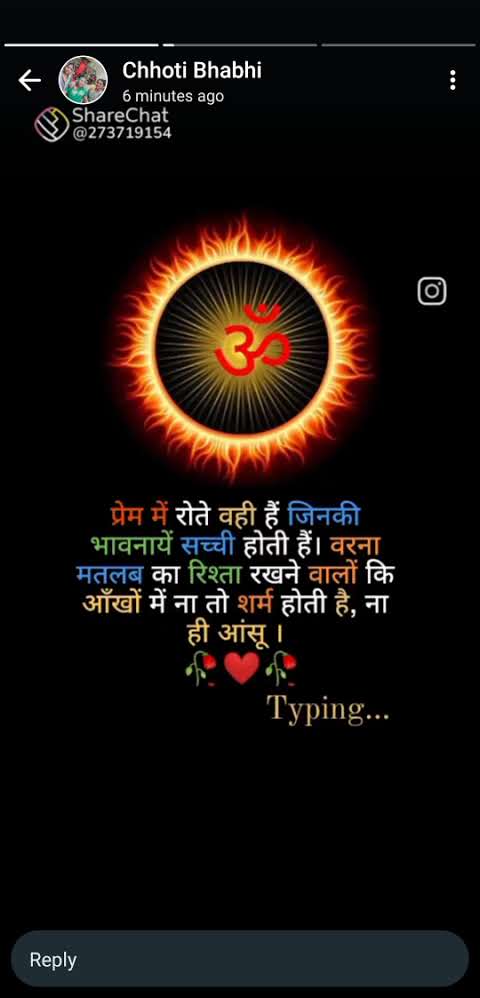 Chhoti Bhabhi
6 minutes ago
ShareChat
@273719154
ॐ
प्रेम में रोते वही हैं जिनकी
भावनायें सच्ची होती हैं। वरना
मतलब का रिश्ता रखने वालों कि
आँखों में ना तो शर्म होती है, ना
ही आंसू ।
Typing...
Reply